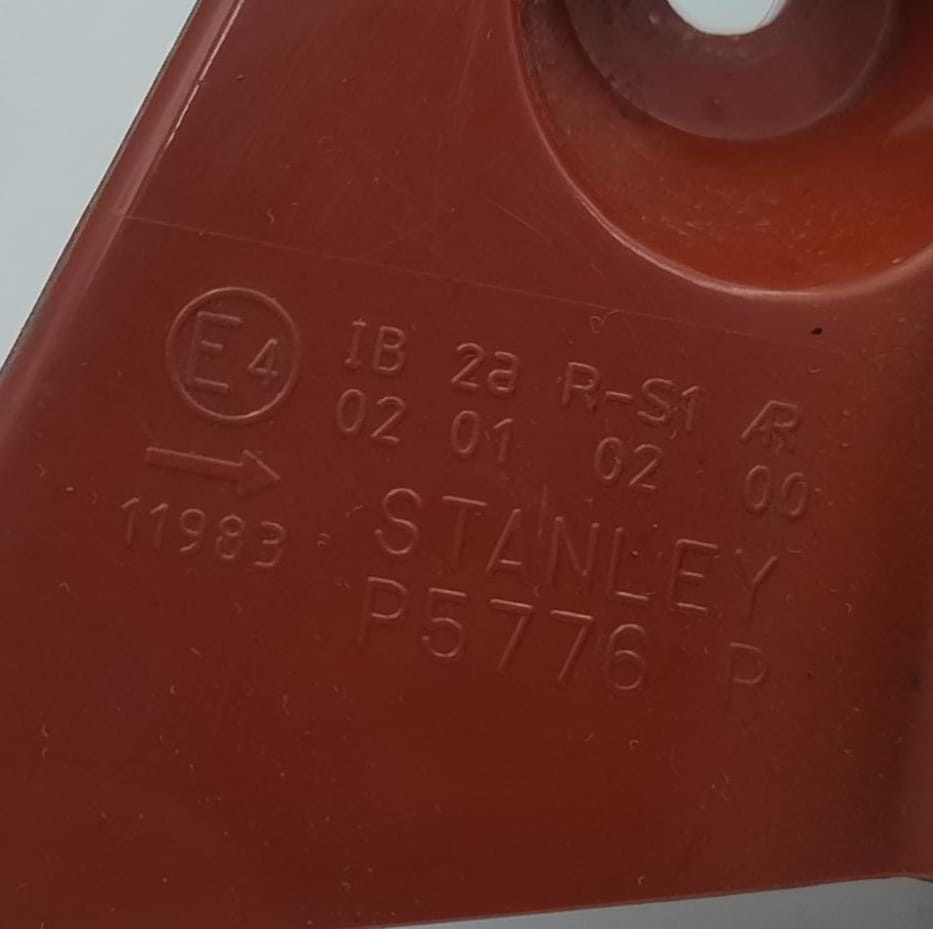 E4 IB 2a R-S1 AR
02 01 02 00
→
11983 STANLEY
P5776 P